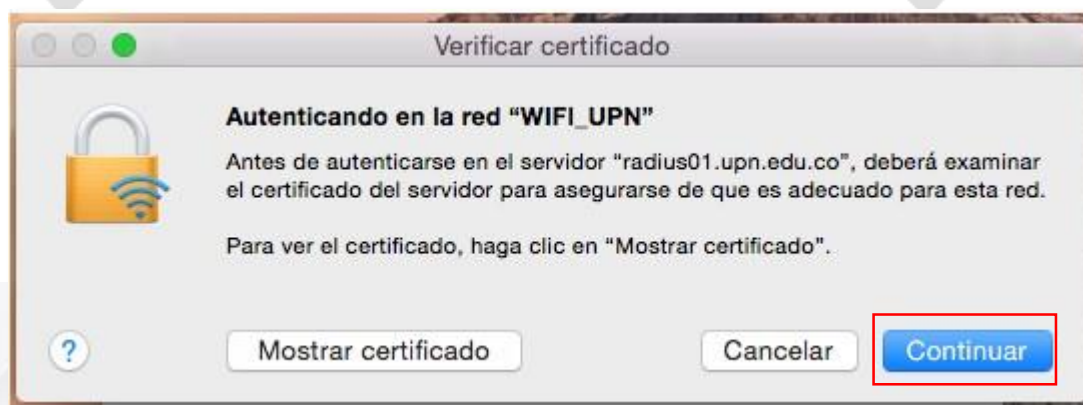 Verificar certificado
Autenticando en la red “WIFI_UPN”
Antes de autenticarse en el servidor “radius01.upn.edu.co”, deberá examinar
el certificado del servidor para asegurarse de que es adecuado para esta red.
Para ver el certificado, haga clic en “Mostrar certificado”.
? Mostrar certificado Cancelar Continuar